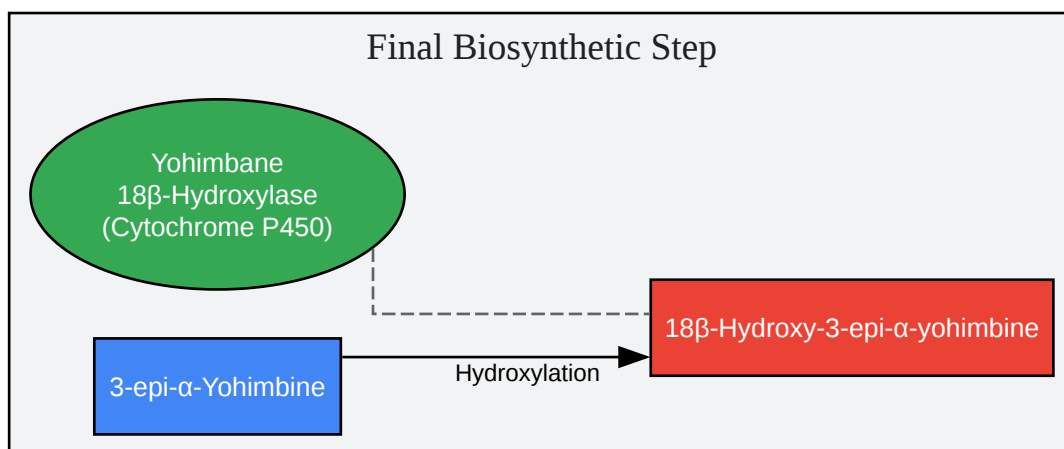 Final Biosynthetic Step
Yohimbane
18β-Hydroxylase
(Cytochrome P450)
18β-Hydroxy-3-epi-α-yohimbine
Hydroxylation
3-epi-α-Yohimbine